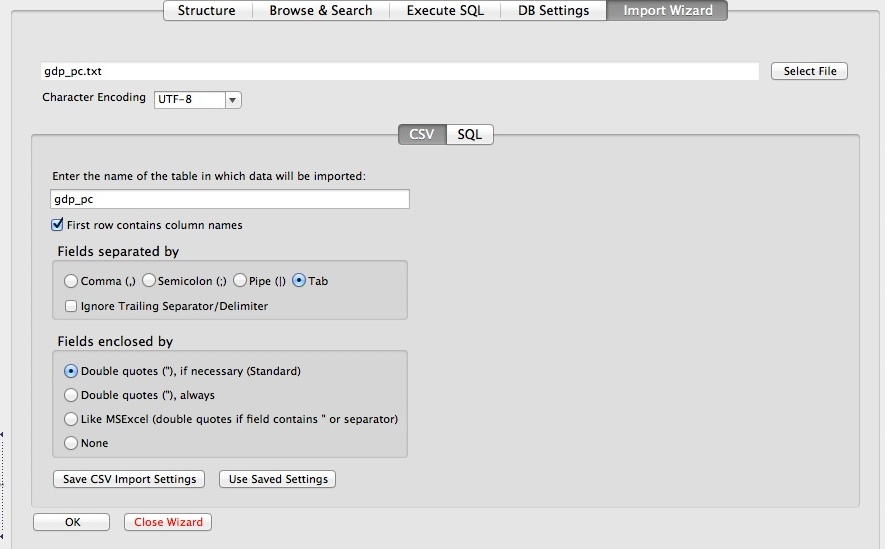 Structure Browse & Search Execute SQL DB Settings Import Wizard
gdp_pc.txt Select File
Character Encoding UTF-8
CSV SQL
Enter the name of the table in which data will be imported:
gdp_pc
First row contains column names
Fields separated by
Comma (,) Semicolon (;) Pipe (|) Tab
Ignore Trailing Separator/Delimiter
Fields enclosed by
Double quotes ("), if necessary (Standard)
Double quotes ("), always
Like MSExcel (double quotes if field contains " or separator)
None
Save CSV Import Settings Use Saved Settings
OK Close Wizard